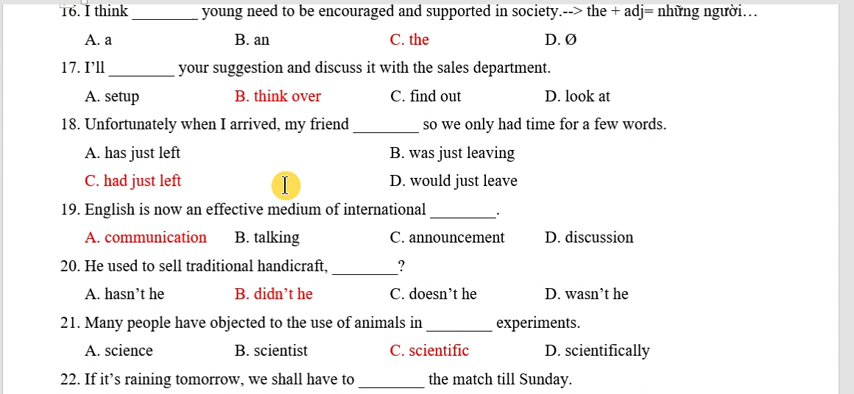 16. I think ________ young need to be encouraged and supported in society.--> the + adj= những người…
A. a B. an C. the D. Ø
17. I’ll ________ your suggestion and discuss it with the sales department.
A. setup B. think over C. find out D. look at
18. Unfortunately when I arrived, my friend ________ so we only had time for a few words.
A. has just left B. was just leaving
C. had just left D. would just leave
19. English is now an effective medium of international ________.
A. communication B. talking C. announcement D. discussion
20. He used to sell traditional handicraft, ________?
A. hasn’t he B. didn’t he C. doesn’t he D. wasn’t he
21. Many people have objected to the use of animals in ________ experiments.
A. science B. scientist C. scientific D. scientifically
22. If it’s raining tomorrow, we shall have to ________ the match till Sunday.